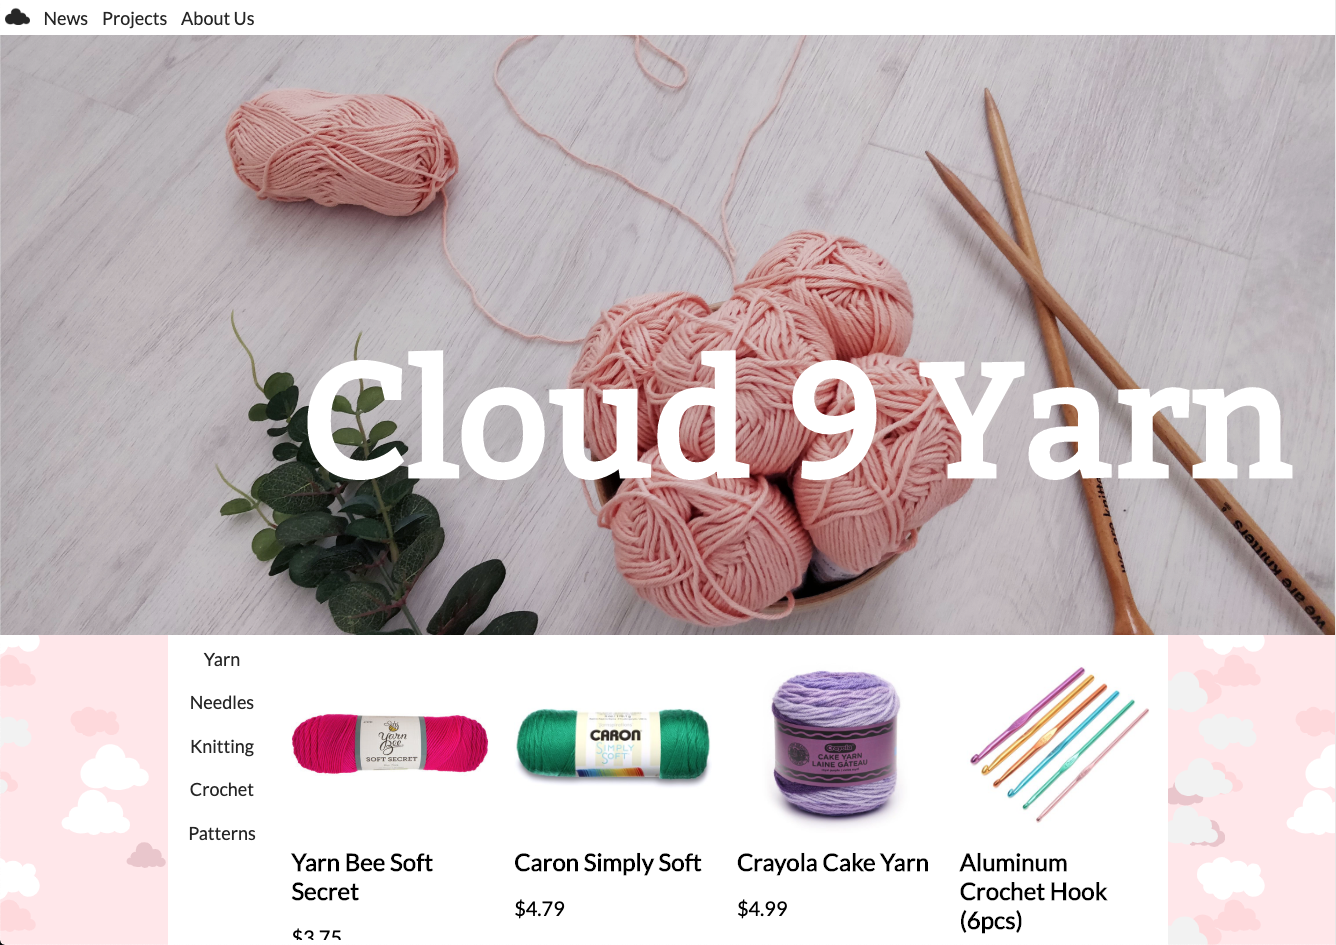 News Projects About Us
Cloud 9 Yarn
we are knitters
Yarn
Needles
Knitting
Crochet
Patterns
Yarn
Bee
SOFT SECRET
CARON
SIMPLY
SOFT
Crayola
CAKE YARN
LAINE GÂTEAU
Yarn Bee Soft
Secret
$3.75
Caron Simply Soft
$4.79
Crayola Cake Yarn
$4.99
Aluminum
Crochet Hook
(6pcs)